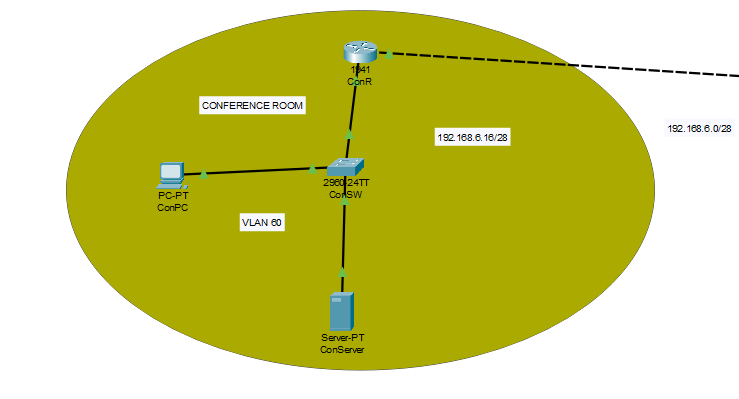 1941
ConR
CONFERENCE ROOM
192.168.6.0/28
192.168.6.16/28
2960-24TT
ConSW
PC-PT
ConPC
VLAN 60
Server-PT
ConServer